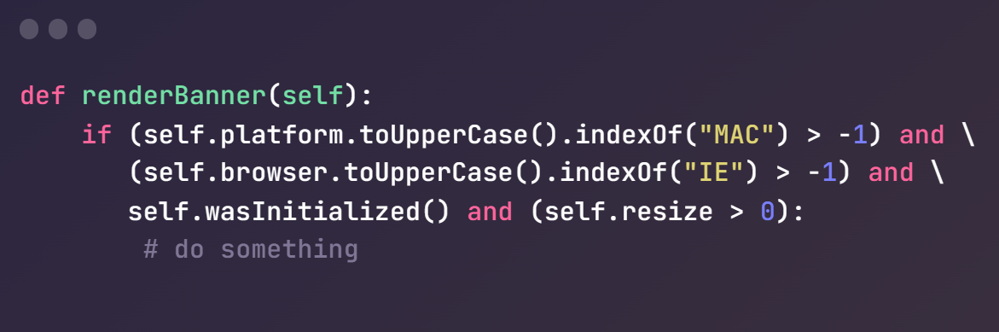 def renderBanner(self):
    if (self.platform.toUpperCase().indexOf("MAC") > -1) and \
       (self.browser.toUpperCase().indexOf("IE") > -1) and \
       self.wasInitialized() and (self.resize > 0):
        # do something